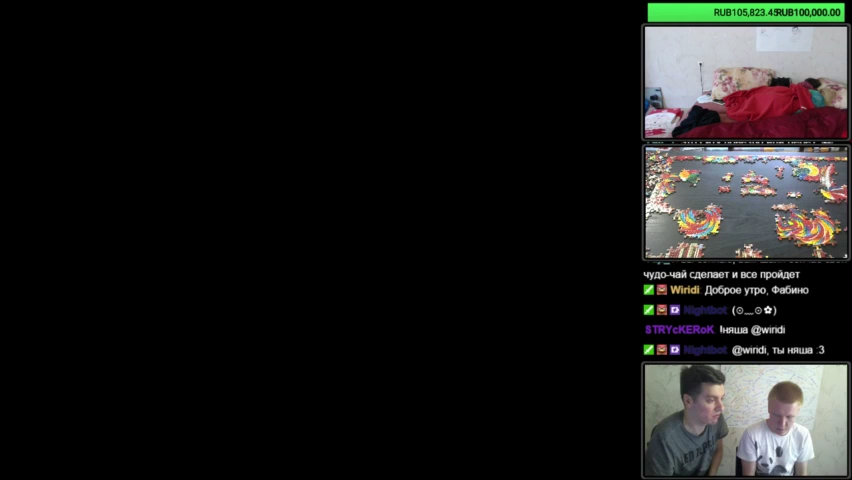 RUB105,823.45RUB100,000.00
чудо-чай сделает и все пройдет
Wiridi: Доброе утро, Фабино
Nightbot: (⊙﹏⊙✿)
STRYcKERoK: !няша @wiridi
Nightbot: @wiridi, ты няша :3